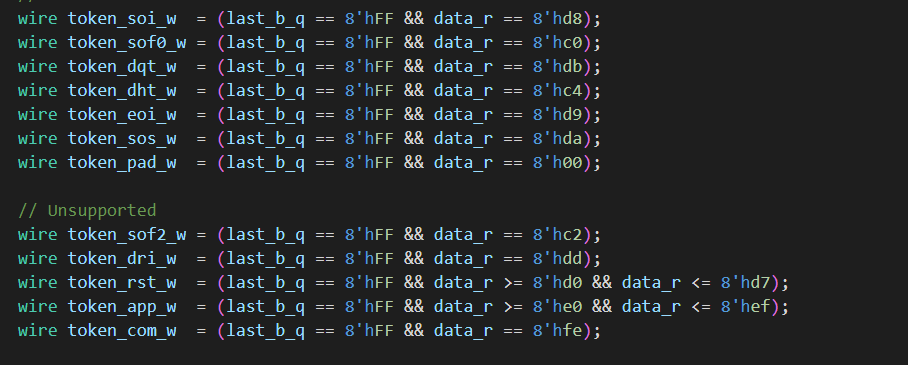 wire token_soi_w  = (last_b_q == 8'hFF && data_r == 8'hd8);
wire token_sof0_w = (last_b_q == 8'hFF && data_r == 8'hc0);
wire token_dqt_w  = (last_b_q == 8'hFF && data_r == 8'hdb);
wire token_dht_w  = (last_b_q == 8'hFF && data_r == 8'hc4);
wire token_eoi_w  = (last_b_q == 8'hFF && data_r == 8'hd9);
wire token_sos_w  = (last_b_q == 8'hFF && data_r == 8'hda);
wire token_pad_w  = (last_b_q == 8'hFF && data_r == 8'h00);
// Unsupported
wire token_sof2_w = (last_b_q == 8'hFF && data_r == 8'hc2);
wire token_dri_w  = (last_b_q == 8'hFF && data_r == 8'hdd);
wire token_rst_w  = (last_b_q == 8'hFF && data_r >= 8'hd0 && data_r <= 8'hd7);
wire token_app_w  = (last_b_q == 8'hFF && data_r >= 8'he0 && data_r <= 8'hef);
wire token_com_w  = (last_b_q == 8'hFF && data_r == 8'hfe);